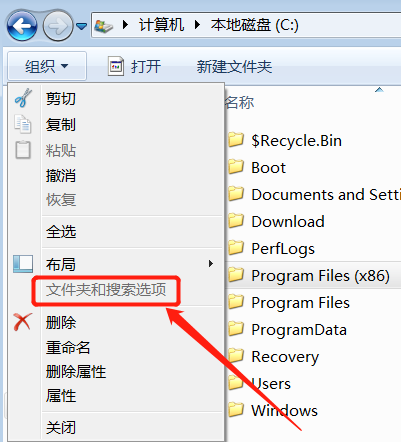 计算机 本地磁盘 (C:)
组织 打开 新建文件夹
剪切
复制
粘贴
撤消
恢复
全选
布局
文件夹和搜索选项
删除
重命名
删除属性
属性
关闭
名称
$Recycle.Bin
Boot
Documents and Setti
Download
PerfLogs
Program Files (x86)
Program Files
ProgramData
Recovery
Users
Windows